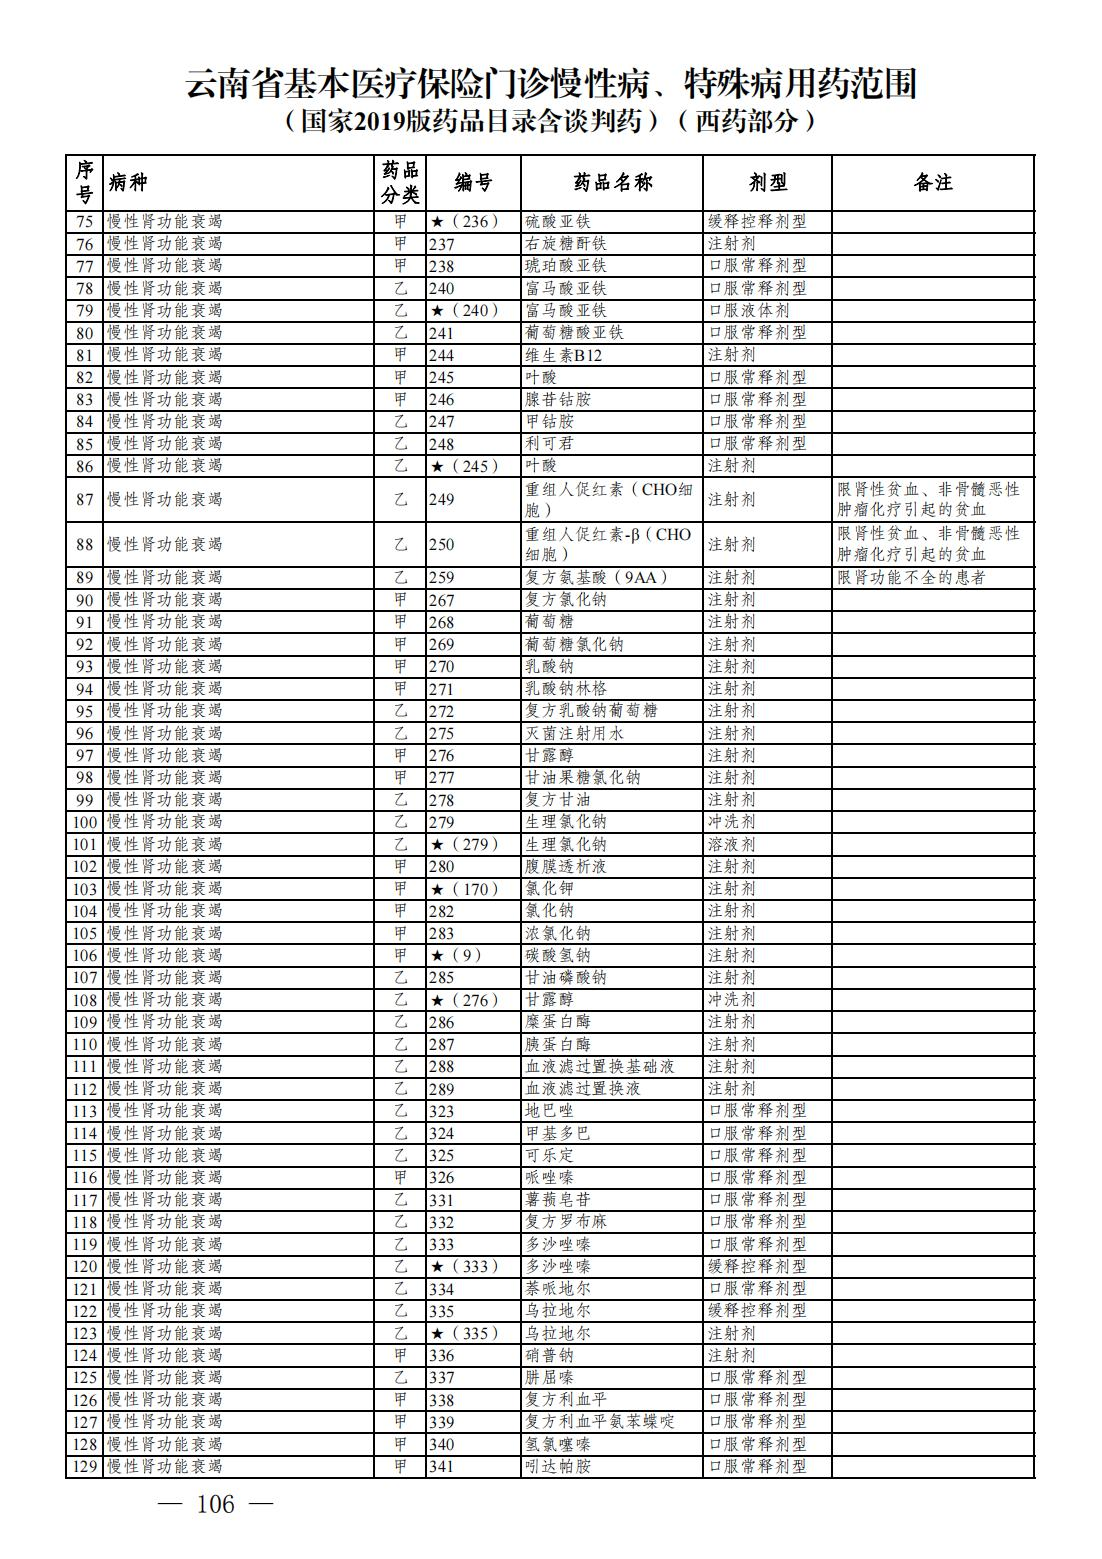 云南省基本医疗保险门诊慢性病、特殊病用药范围
（国家2019版药品目录含谈判药）（西药部分）
序号 病种 药品分类 编号 药品名称 剂型 备注
75 慢性肾功能衰竭 甲 ★（236） 硫酸亚铁 缓释控释剂型
76 慢性肾功能衰竭 甲 237 右旋糖酐铁 注射剂
77 慢性肾功能衰竭 甲 238 琥珀酸亚铁 口服常释剂型
78 慢性肾功能衰竭 乙 240 富马酸亚铁 口服常释剂型
79 慢性肾功能衰竭 乙 ★（240） 富马酸亚铁 口服液体剂
80 慢性肾功能衰竭 乙 241 葡萄糖酸亚铁 口服常释剂型
81 慢性肾功能衰竭 甲 244 维生素B12 注射剂
82 慢性肾功能衰竭 甲 245 叶酸 口服常释剂型
83 慢性肾功能衰竭 甲 246 腺苷钴胺 口服常释剂型
84 慢性肾功能衰竭 乙 247 甲钴胺 口服常释剂型
85 慢性肾功能衰竭 乙 248 利可君 口服常释剂型
86 慢性肾功能衰竭 乙 ★（245） 叶酸 注射剂
87 慢性肾功能衰竭 乙 249 重组人促红素（CHO细胞） 注射剂 限肾性贫血、非骨髓恶性肿瘤化疗引起的贫血
88 慢性肾功能衰竭 乙 250 重组人促红素-β（CHO细胞） 注射剂 限肾性贫血、非骨髓恶性肿瘤化疗引起的贫血
89 慢性肾功能衰竭 乙 259 复方氨基酸（9AA） 注射剂 限肾功能不全的患者
90 慢性肾功能衰竭 甲 267 复方氯化钠 注射剂
91 慢性肾功能衰竭 甲 268 葡萄糖 注射剂
92 慢性肾功能衰竭 甲 269 葡萄糖氯化钠 注射剂
93 慢性肾功能衰竭 甲 270 乳酸钠 注射剂
94 慢性肾功能衰竭 甲 271 乳酸钠林格 注射剂
95 慢性肾功能衰竭 乙 272 复方乳酸钠葡萄糖 注射剂
96 慢性肾功能衰竭 乙 275 灭菌注射用水 注射剂
97 慢性肾功能衰竭 甲 276 甘露醇 注射剂
98 慢性肾功能衰竭 甲 277 甘油果糖氯化钠 注射剂
99 慢性肾功能衰竭 乙 278 复方甘油 注射剂
100 慢性肾功能衰竭 乙 279 生理氯化钠 冲洗剂
101 慢性肾功能衰竭 乙 ★（279） 生理氯化钠 溶液剂
102 慢性肾功能衰竭 甲 280 腹膜透析液 注射剂
103 慢性肾功能衰竭 甲 ★（170） 氯化钾 注射剂
104 慢性肾功能衰竭 甲 282 氯化钠 注射剂
105 慢性肾功能衰竭 甲 283 浓氯化钠 注射剂
106 慢性肾功能衰竭 甲 ★（9） 碳酸氢钠 注射剂
107 慢性肾功能衰竭 乙 285 甘油磷酸钠 注射剂
108 慢性肾功能衰竭 乙 ★（276） 甘露醇 冲洗剂
109 慢性肾功能衰竭 乙 286 糜蛋白酶 注射剂
110 慢性肾功能衰竭 乙 287 胰蛋白酶 注射剂
111 慢性肾功能衰竭 乙 288 血液滤过置换基础液 注射剂
112 慢性肾功能衰竭 乙 289 血液滤过置换液 注射剂
113 慢性肾功能衰竭 乙 323 地巴唑 口服常释剂型
114 慢性肾功能衰竭 乙 324 甲基多巴 口服常释剂型
115 慢性肾功能衰竭 乙 325 可乐定 口服常释剂型
116 慢性肾功能衰竭 甲 326 哌唑嗪 口服常释剂型
117 慢性肾功能衰竭 乙 331 薯蓣皂苷 口服常释剂型
118 慢性肾功能衰竭 乙 332 复方罗布麻 口服常释剂型
119 慢性肾功能衰竭 乙 333 多沙唑嗪 口服常释剂型
120 慢性肾功能衰竭 乙 ★（333） 多沙唑嗪 缓释控释剂型
121 慢性肾功能衰竭 乙 334 萘哌地尔 口服常释剂型
122 慢性肾功能衰竭 乙 335 乌拉地尔 缓释控释剂型
123 慢性肾功能衰竭 乙 ★（335） 乌拉地尔 注射剂
124 慢性肾功能衰竭 甲 336 硝普钠 注射剂
125 慢性肾功能衰竭 乙 337 肼屈嗪 口服常释剂型
126 慢性肾功能衰竭 甲 338 复方利血平 口服常释剂型
127 慢性肾功能衰竭 甲 339 复方利血平氨苯蝶啶 口服常释剂型
128 慢性肾功能衰竭 甲 340 氢氯噻嗪 口服常释剂型
129 慢性肾功能衰竭 甲 341 吲达帕胺 口服常释剂型
— 106 —